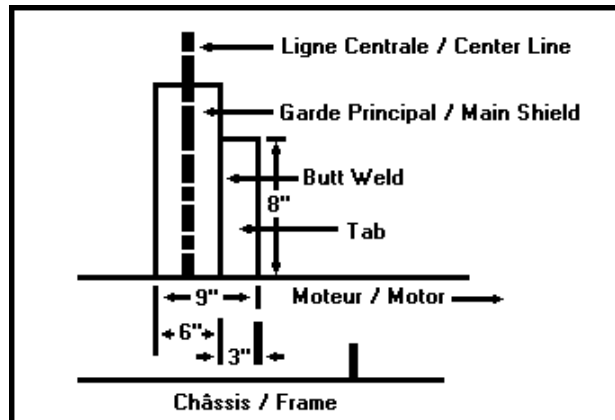 Ligne Centrale / Center Line
Garde Principal / Main Shield
Butt Weld
8"
Tab
9"
Moteur / Motor
6"
3"
Châssis / Frame